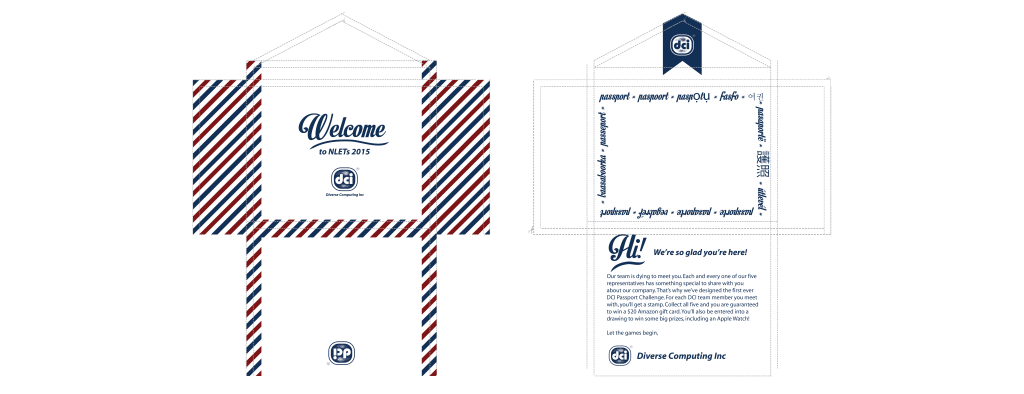 Welcome
to NLETs 2015
dci
Diverse Computing Inc
dci
dci
passport • paspoort •
• fasfo • 여권
• passaporte •
• útlevel •
passaporte •
Hi! We're so glad you're here!
Our team is dying to meet you. Each and every one of our five
representatives has something special to share with you
about our company. That's why we've designed the first ever
DCI Passport Challenge. For each DCI team member you meet
with, you'll get a stamp. Collect all five and you are guaranteed
to win a $20 Amazon gift card. You'll also be entered into a
drawing to win some big prizes, including an Apple Watch!
Let the games begin,
dci Diverse Computing Inc